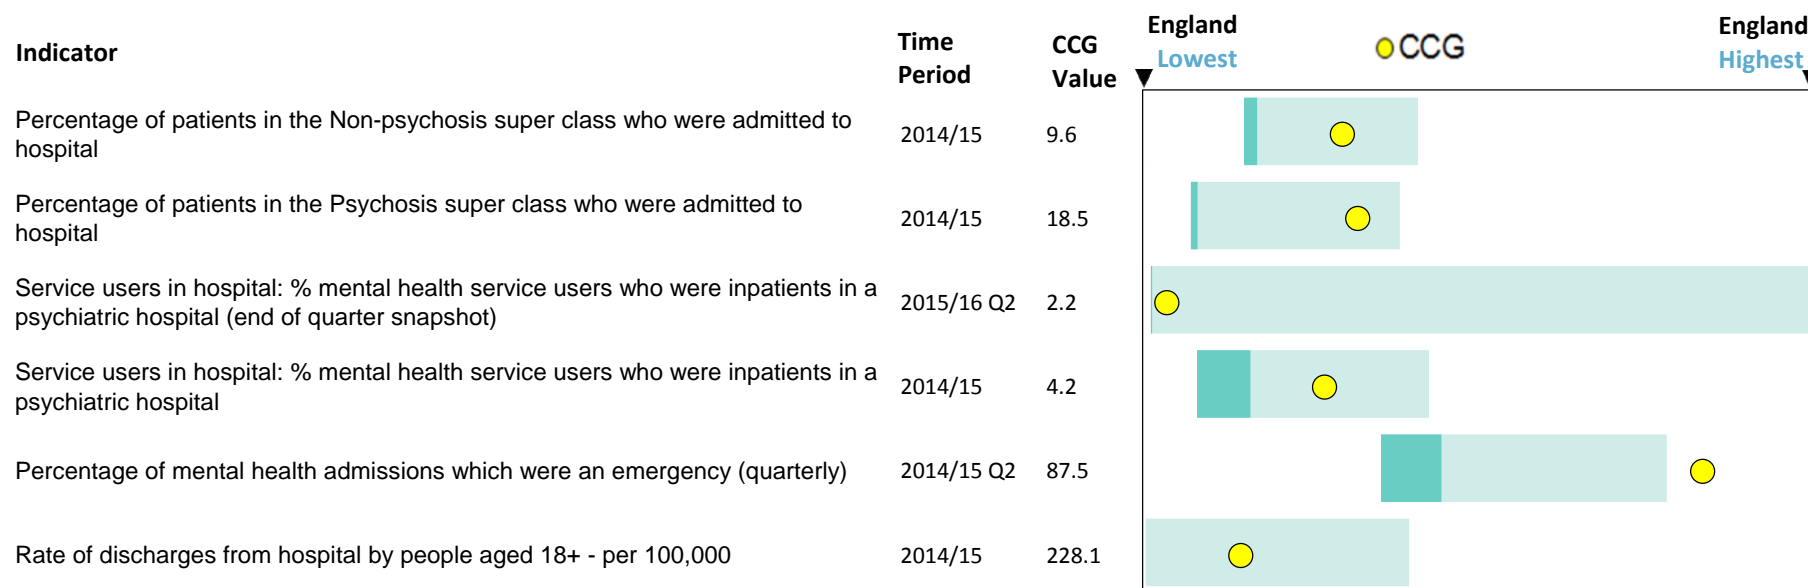 Indicator
Time
Period
CCG
Value
England
Lowest
CCG
England
Highest
Percentage of patients in the Non-psychosis super class who were admitted to
hospital
2014/15
9.6
Percentage of patients in the Psychosis super class who were admitted to
hospital
2014/15
18.5
Service users in hospital: % mental health service users who were inpatients in a
psychiatric hospital (end of quarter snapshot)
2015/16 Q2
2.2
Service users in hospital: % mental health service users who were inpatients in a
psychiatric hospital
2014/15
4.2
Percentage of mental health admissions which were an emergency (quarterly)
2014/15 Q2
87.5
Rate of discharges from hospital by people aged 18+ - per 100,000
2014/15
228.1